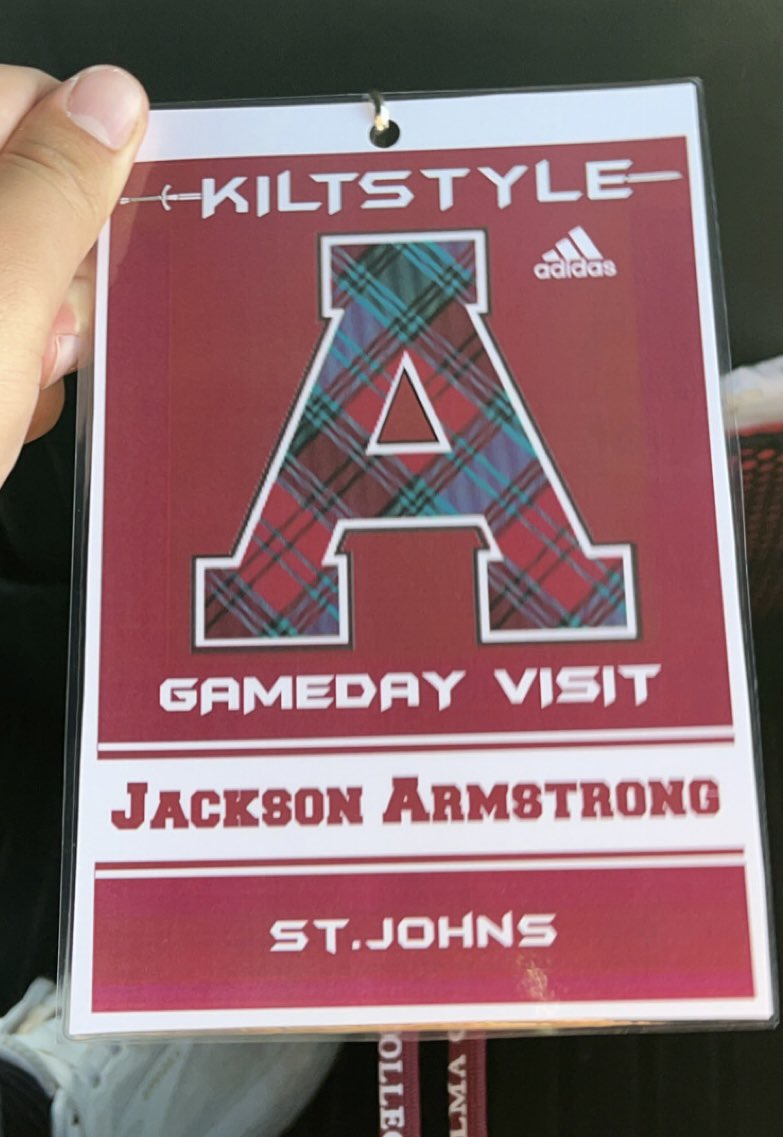 KILTSTYLE
adidas
A
GAMEDAY VISIT
JACKSON ARMSTRONG
ST.JOHNS